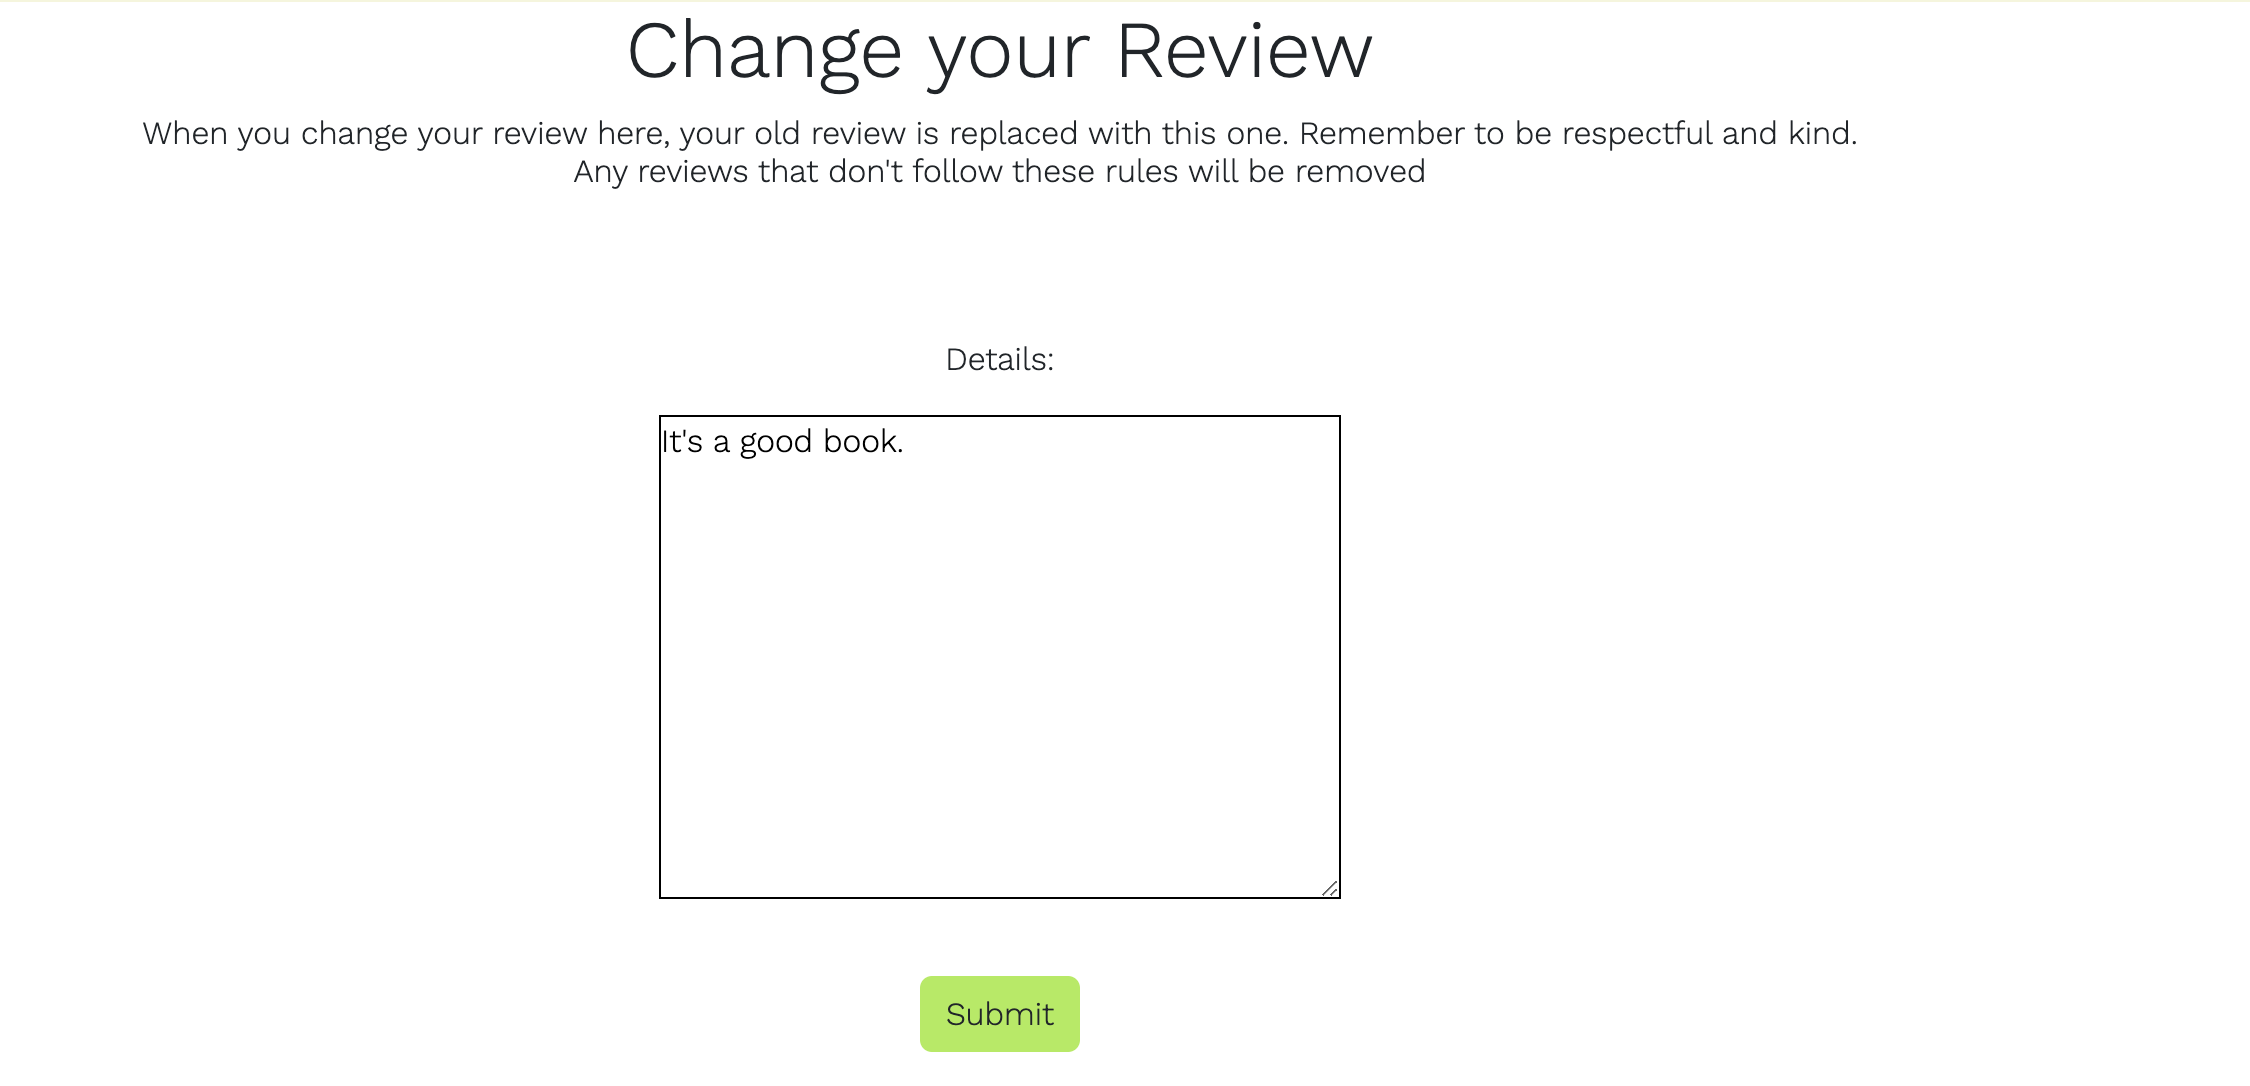 Change your Review
When you change your review here, your old review is replaced with this one. Remember to be respectful and kind.
Any reviews that don't follow these rules will be removed
Details:
It's a good book.
Submit